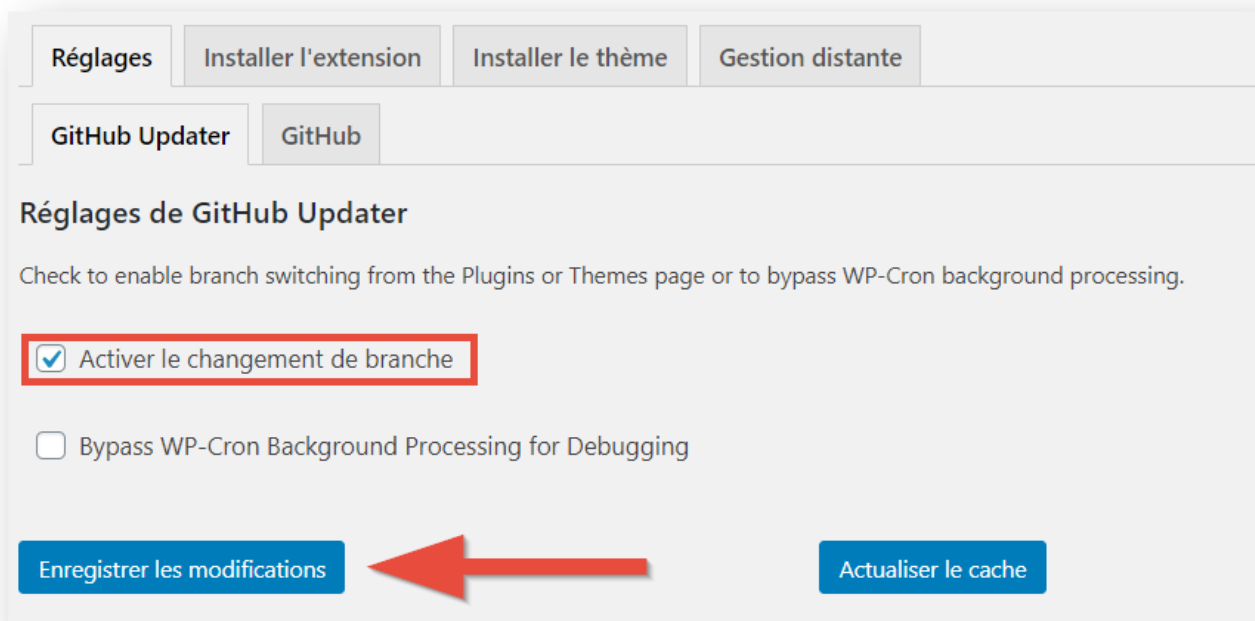 Réglages
Installer l'extension
Installer le thème
Gestion distante
GitHub Updater
GitHub
Réglages de GitHub Updater
Check to enable branch switching from the Plugins or Themes page or to bypass WP-Cron background processing.
Activer le changement de branche
Bypass WP-Cron Background Processing for Debugging
Enregistrer les modifications
Actualiser le cache